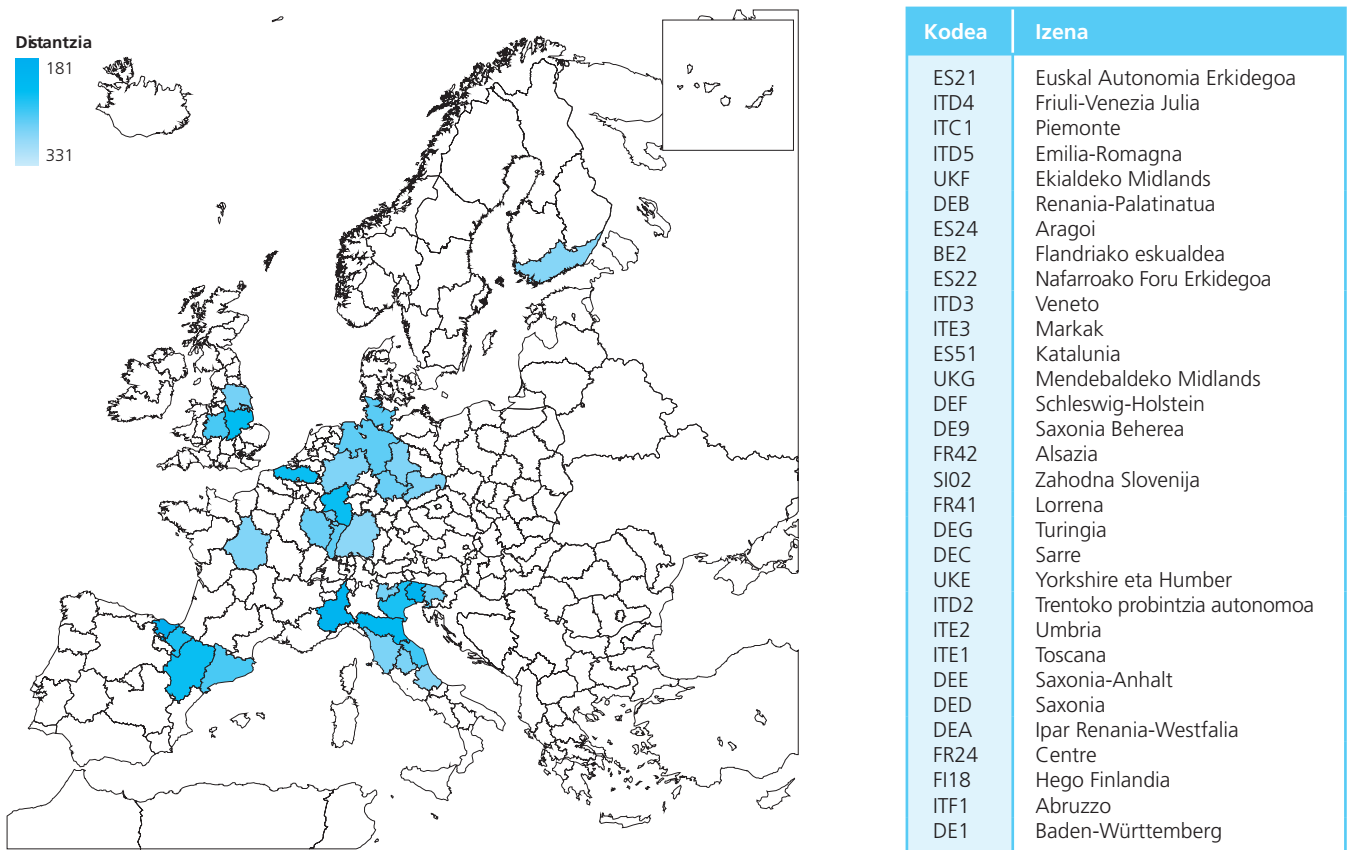 Distantzia
181
331
Kodea Izena
ES21 Euskal Autonomia Erkidegoa
ITD4 Friuli-Venezia Julia
ITC1 Piemonte
ITD5 Emilia-Romagna
UKF Ekialdeko Midlands
DEB Renania-Palatinatua
ES24 Aragoi
BE2 Flandriako eskualdea
ES22 Nafarroako Foru Erkidegoa
ITD3 Veneto
ITE3 Markak
ES51 Katalunia
UKG Mendebaldeko Midlands
DEF Schleswig-Holstein
DE9 Saxonia Beherea
FR42 Alsazia
SI02 Zahodna Slovenija
FR41 Lorrena
DEG Turingia
DEC Sarre
UKE Yorkshire eta Humber
ITD2 Trentoko probintzia autonomoa
ITE2 Umbria
ITE1 Toscana
DEE Saxonia-Anhalt
DED Saxonia
DEA Ipar Renania-Westfalia
FR24 Centre
FI18 Hego Finlandia
ITF1 Abruzzo
DE1 Baden-Württemberg